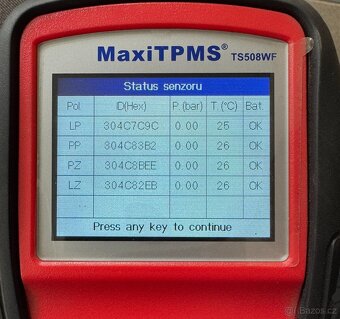 MaxiTPMS® TS508WF
Status senzoru
Pol. ID(Hex) P. (bar) T. (°C) Bat.
LP 304C7C9C 0.00 25 OK
PP 304C83B2 0.00 26 OK
PZ 304C8BEE 0.00 26 OK
LZ 304C82EB 0.00 26 OK
-- -- -- -- --
Press any key to continue
Bazos.cz